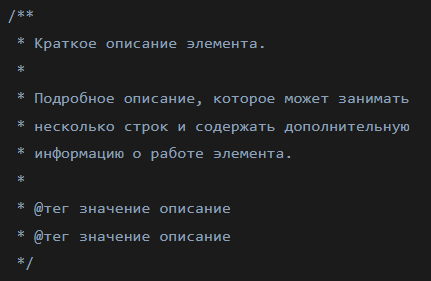 /**
 * Краткое описание элемента.
 *
 * Подробное описание, которое может занимать
 * несколько строк и содержать дополнительную
 * информацию о работе элемента.
 *
 * @тег значение описание
 * @тег значение описание
 */